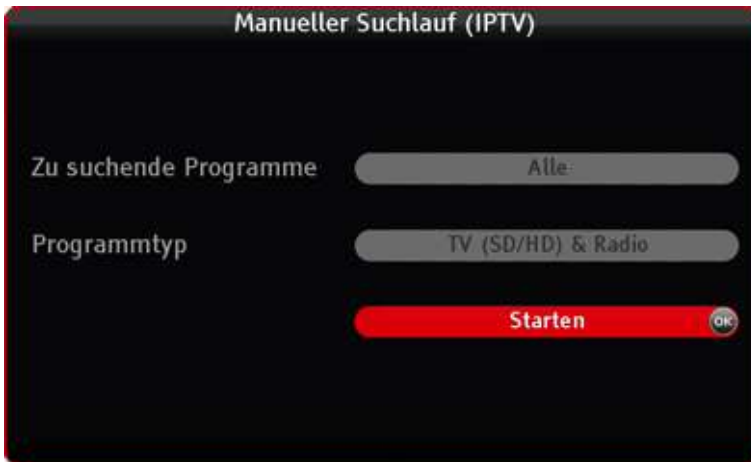 Manueller Suchlauf (IPTV)
Zu suchende Programme Alle
Programmtyp TV (SD/HD) & Radio
Starten OK